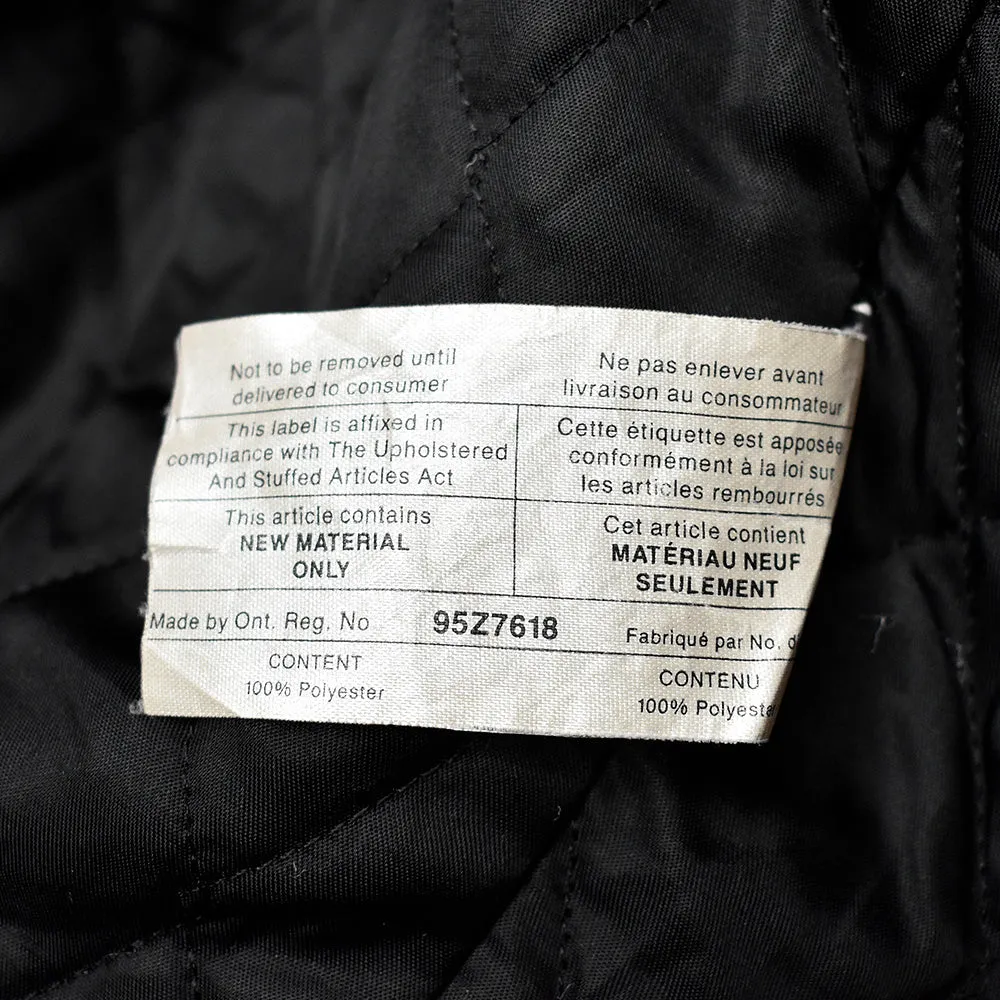 Not to be removed until
delivered to consumer
Ne pas enlever avant
livraison au consommateur
This label is affixed in
compliance with The Upholstered
And Stuffed Articles Act
Cette étiquette est apposée
conformément à la loi sur
les articles rembourrés
This article contains
NEW MATERIAL
ONLY
Cet article contient
MATÉRIAU NEUF
SEULEMENT
Made by Ont. Reg. No 95Z7618 Fabriqué par No.
CONTENT
100% Polyester
CONTENU
100%